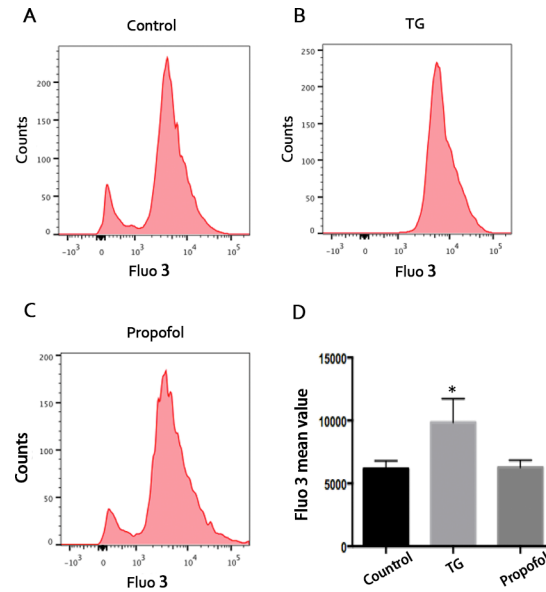 A
Control
200
150
100
50
0
Counts
-10³ 0 10³ 10⁴ 10⁵
Fluo 3
B
TG
250
200
150
100
50
0
Counts
-10³ 0 10³ 10⁴ 10⁵
Fluo 3
C
Propofol
200
150
100
50
0
Counts
-10³ 0 10³ 10⁴ 10⁵
Fluo 3
D
15000
10000
5000
0
Fluo 3 mean value
*
Countrol TG Propofol